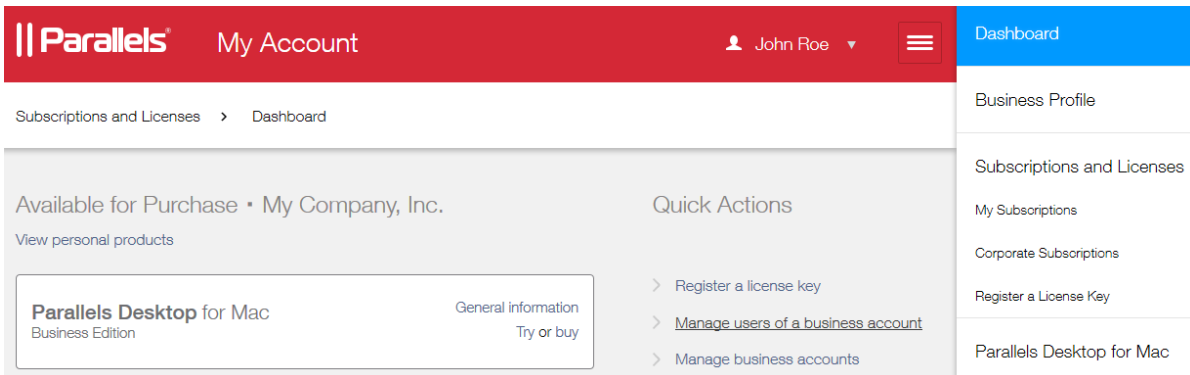 || Parallels® My Account John Roe ▼
Subscriptions and Licenses > Dashboard
Available for Purchase • My Company, Inc.
View personal products
Parallels Desktop for Mac
Business Edition
General information
Try or buy
Quick Actions
> Register a license key
> Manage users of a business account
> Manage business accounts
Dashboard
Business Profile
Subscriptions and Licenses
My Subscriptions
Corporate Subscriptions
Register a License Key
Parallels Desktop for Mac